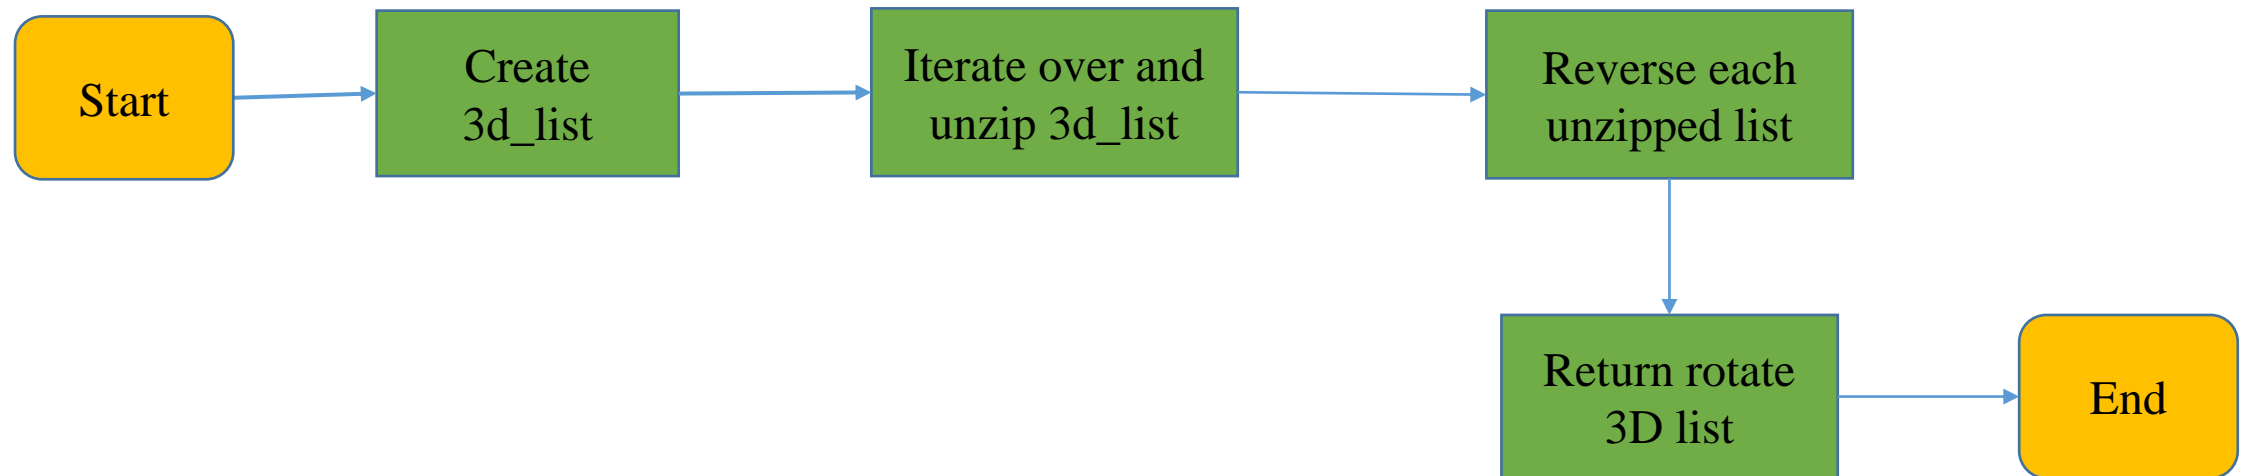 Start
Create
3d_list
Iterate over and
unzip 3d_list
Reverse each
unzipped list
Return rotate
3D list
End